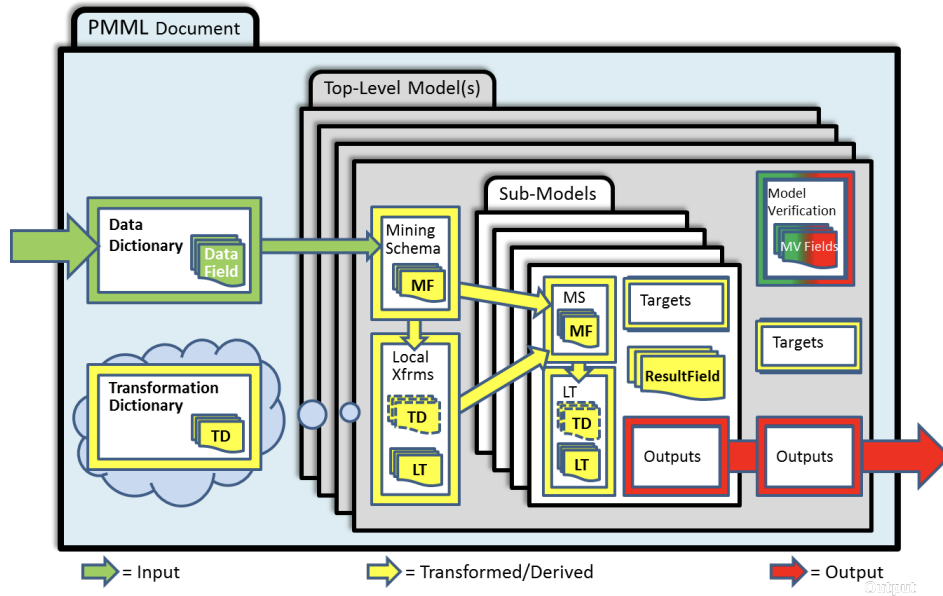 PMML Document
Top-Level Model(s)
Sub-Models
Model
Verification
MV Fields
Data
Dictionary
Data
Field
Mining
Schema
MF
MS
MF
Targets
Targets
Local
Xfrms
TD
LT
LT
TD
LT
ResultField
Transformation
Dictionary
TD
Outputs
Outputs
= Input
= Transformed/Derived
= Output
Output